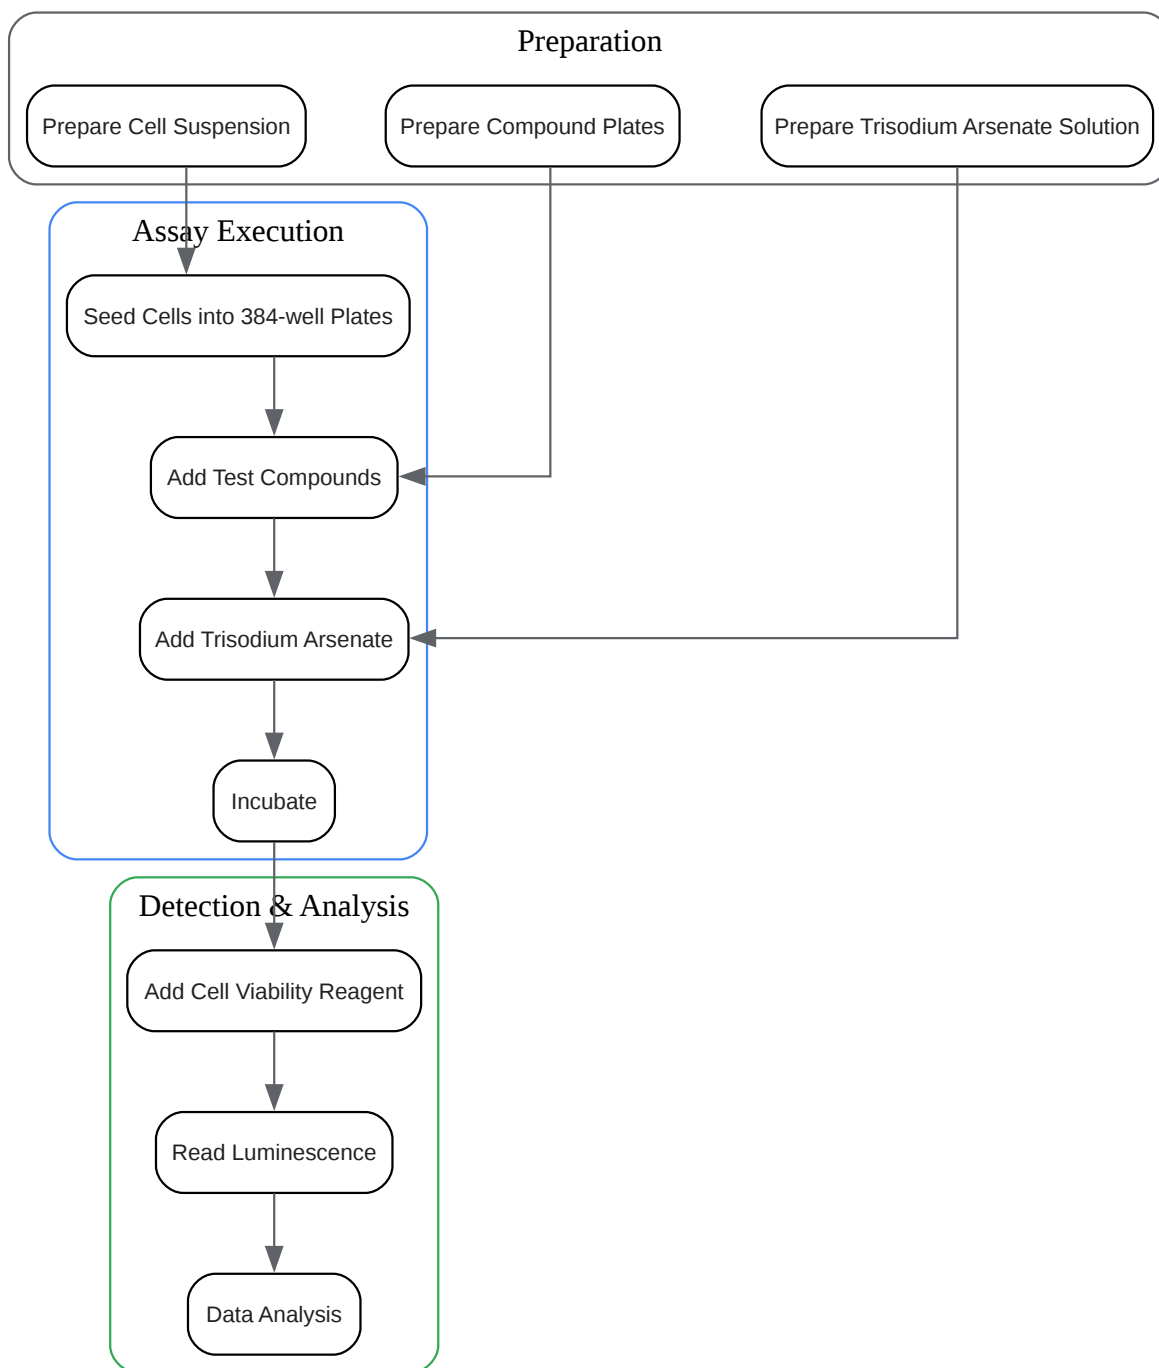 Preparation
Prepare Cell Suspension
Prepare Compound Plates
Prepare Trisodium Arsenate Solution
Assay Execution
Seed Cells into 384-well Plates
Add Test Compounds
Add Trisodium Arsenate
Incubate
Detection & Analysis
Add Cell Viability Reagent
Read Luminescence
Data Analysis